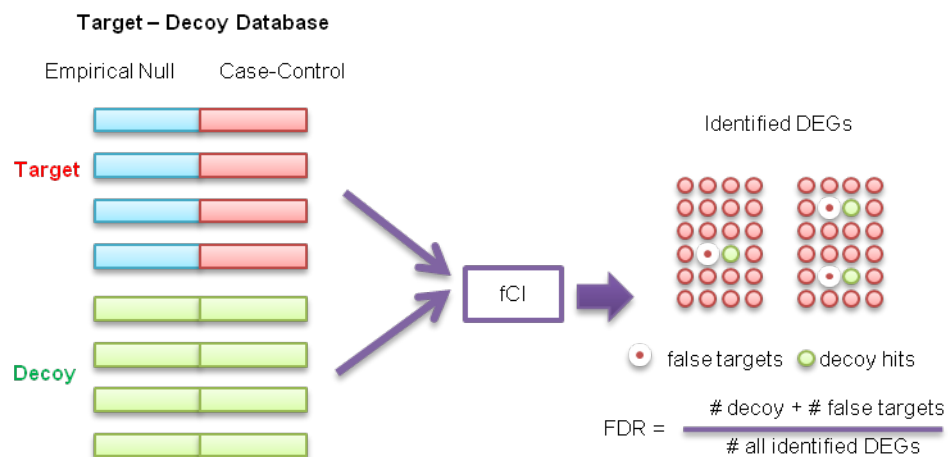 Target – Decoy Database
Empirical Null
Case-Control
Target
Decoy
fCI
Identified DEGs
false targets
decoy hits
FDR =
# decoy + # false targets
# all identified DEGs